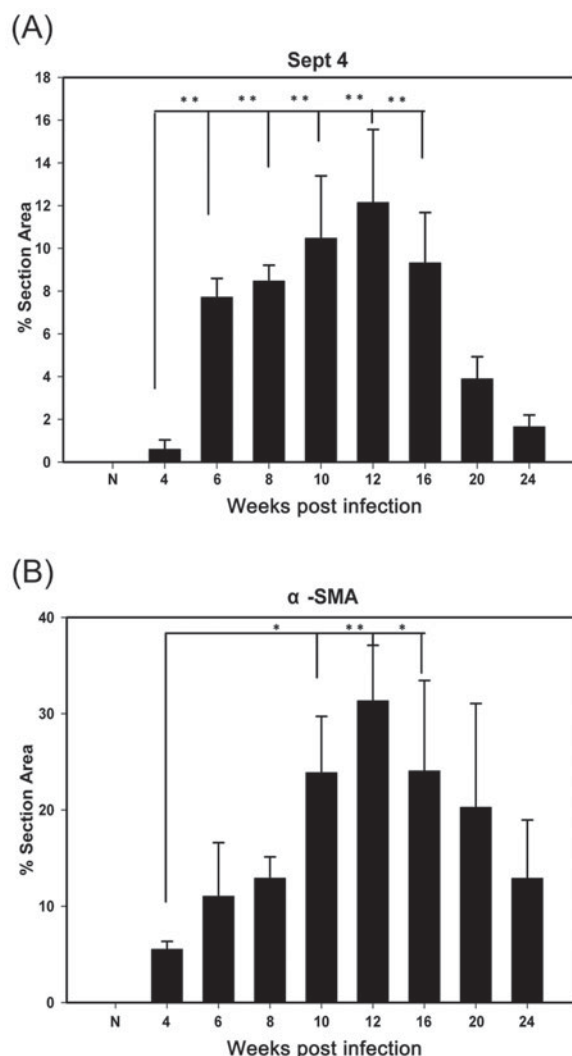 (A)
Sept 4
18
** ** ** ** **
16
14
12
10
8
6
4
2
0
% Section Area
N 4 6 8 10 12 16 20 24
Weeks post infection
(B)
α -SMA
40
* ** *
30
20
10
0
% Section Area
N 4 6 8 10 12 16 20 24
Weeks post infection